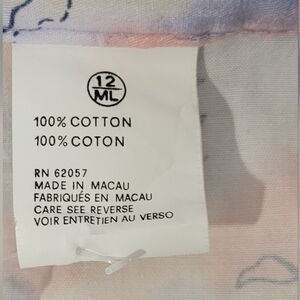 12
ML
100% COTTON
100% COTON
RN 62057
MADE IN MACAU
FABRIQUÉS EN MACAU
CARE SEE REVERSE
VOIR ENTRETIEN AU VERSO